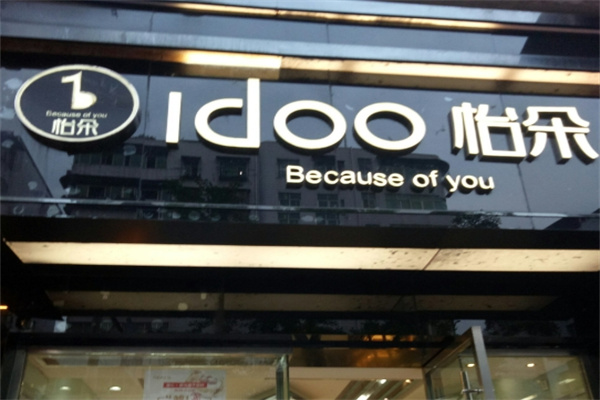 Because of you
怡朵
Idoo 怡朵
Because of you